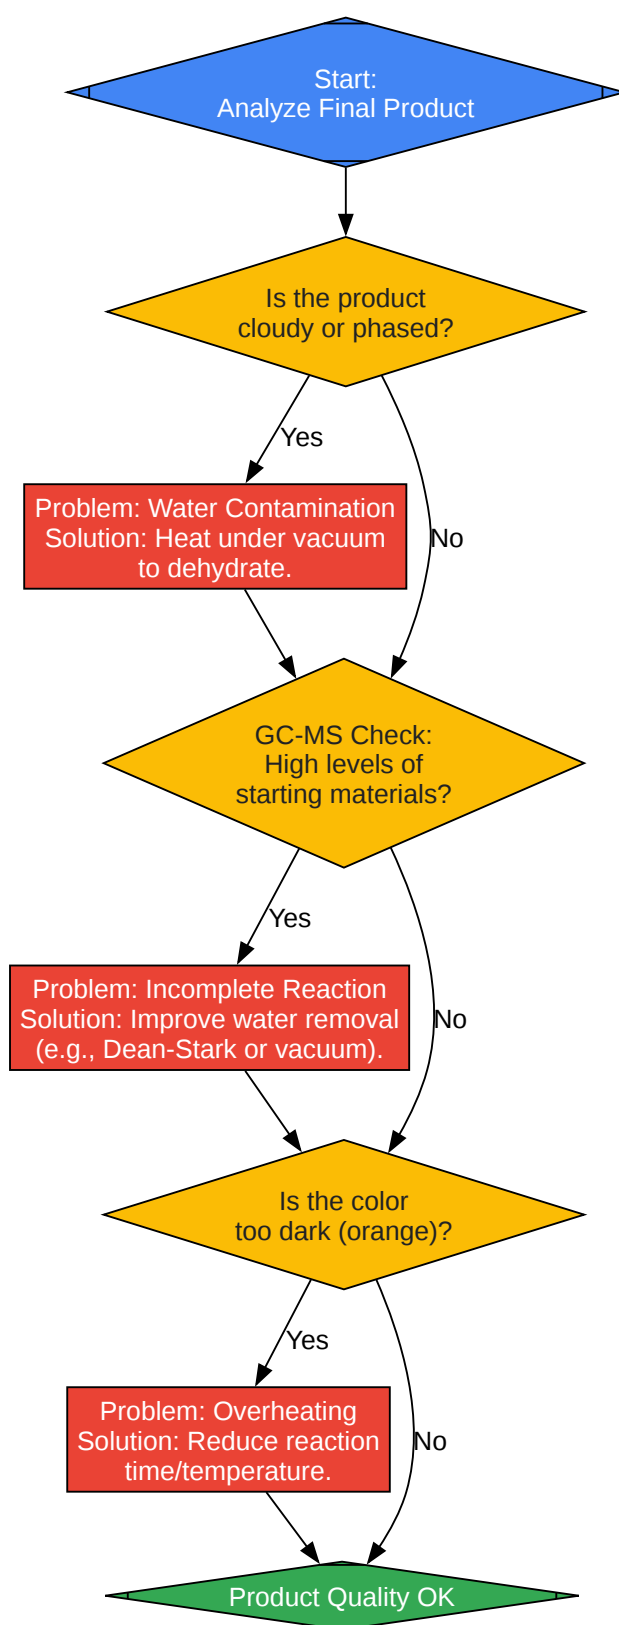 Start:
Analyze Final Product
Is the product
cloudy or phased?
Yes
Problem: Water Contamination
Solution: Heat under vacuum
to dehydrate.
No
GC-MS Check:
High levels of
starting materials?
Yes
Problem: Incomplete Reaction
Solution: Improve water removal
(e.g., Dean-Stark or vacuum).
No
Is the color
too dark (orange)?
Yes
Problem: Overheating
Solution: Reduce reaction
time/temperature.
No
Product Quality OK